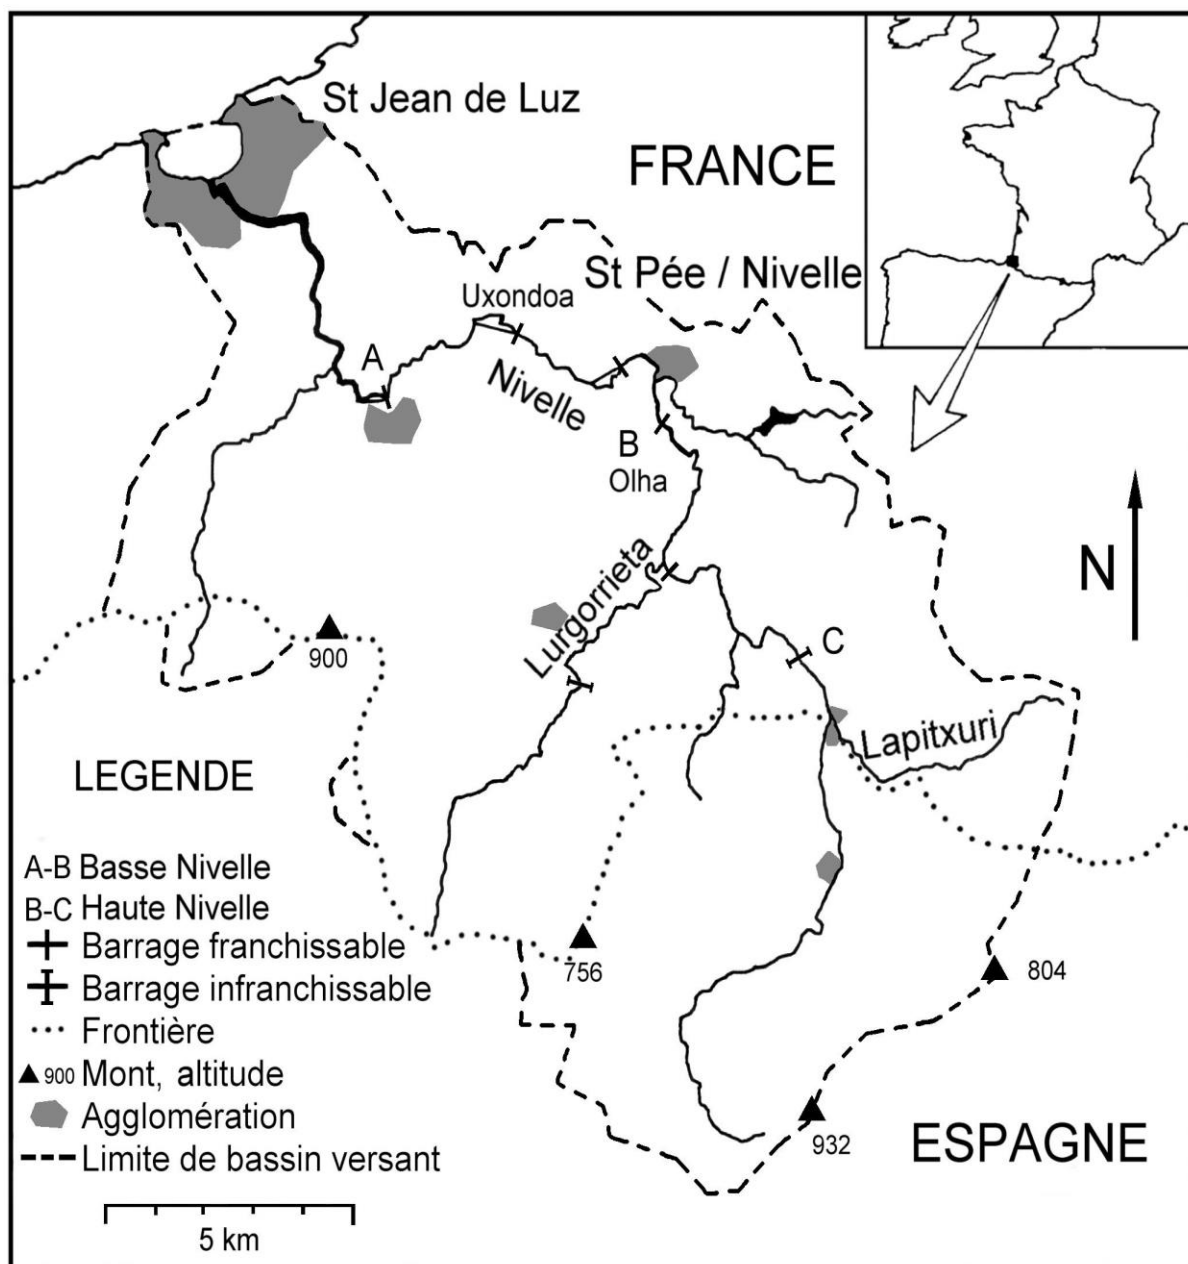 St Jean de Luz
FRANCE
St Pée / Nivelle
Uxondoa
A
Nivelle
B
Olha
N
Lurgorrieta
C
900
Lapitxuri
LEGENDE
A-B Basse Nivelle
B-C Haute Nivelle
Barrage franchissable
Barrage infranchissable
Frontière
900 Mont, altitude
Agglomération
Limite de bassin versant
5 km
756
804
932
ESPAGNE